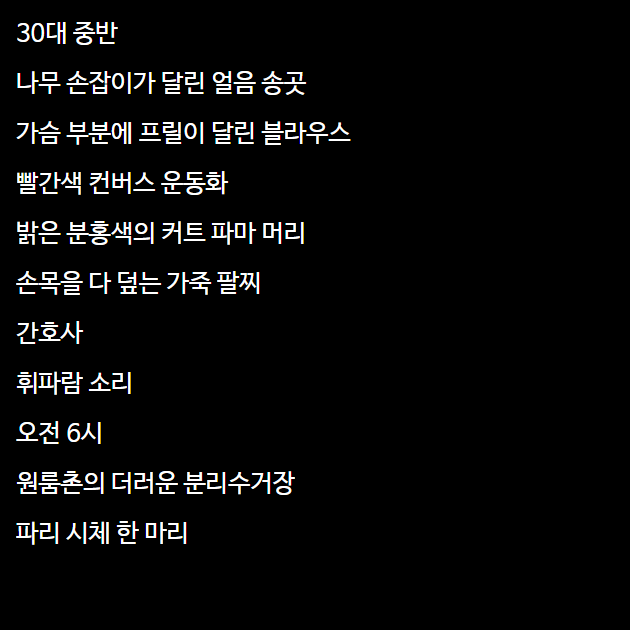 30대 중반
나무 손잡이가 달린 얼음 송곳
가슴 부분에 프릴이 달린 블라우스
빨간색 컨버스 운동화
밝은 분홍색의 커트 파마 머리
손목을 다 덮는 가죽 팔찌
간호사
휘파람 소리
오전 6시
원룸촌의 더러운 분리수거장
파리 시체 한 마리